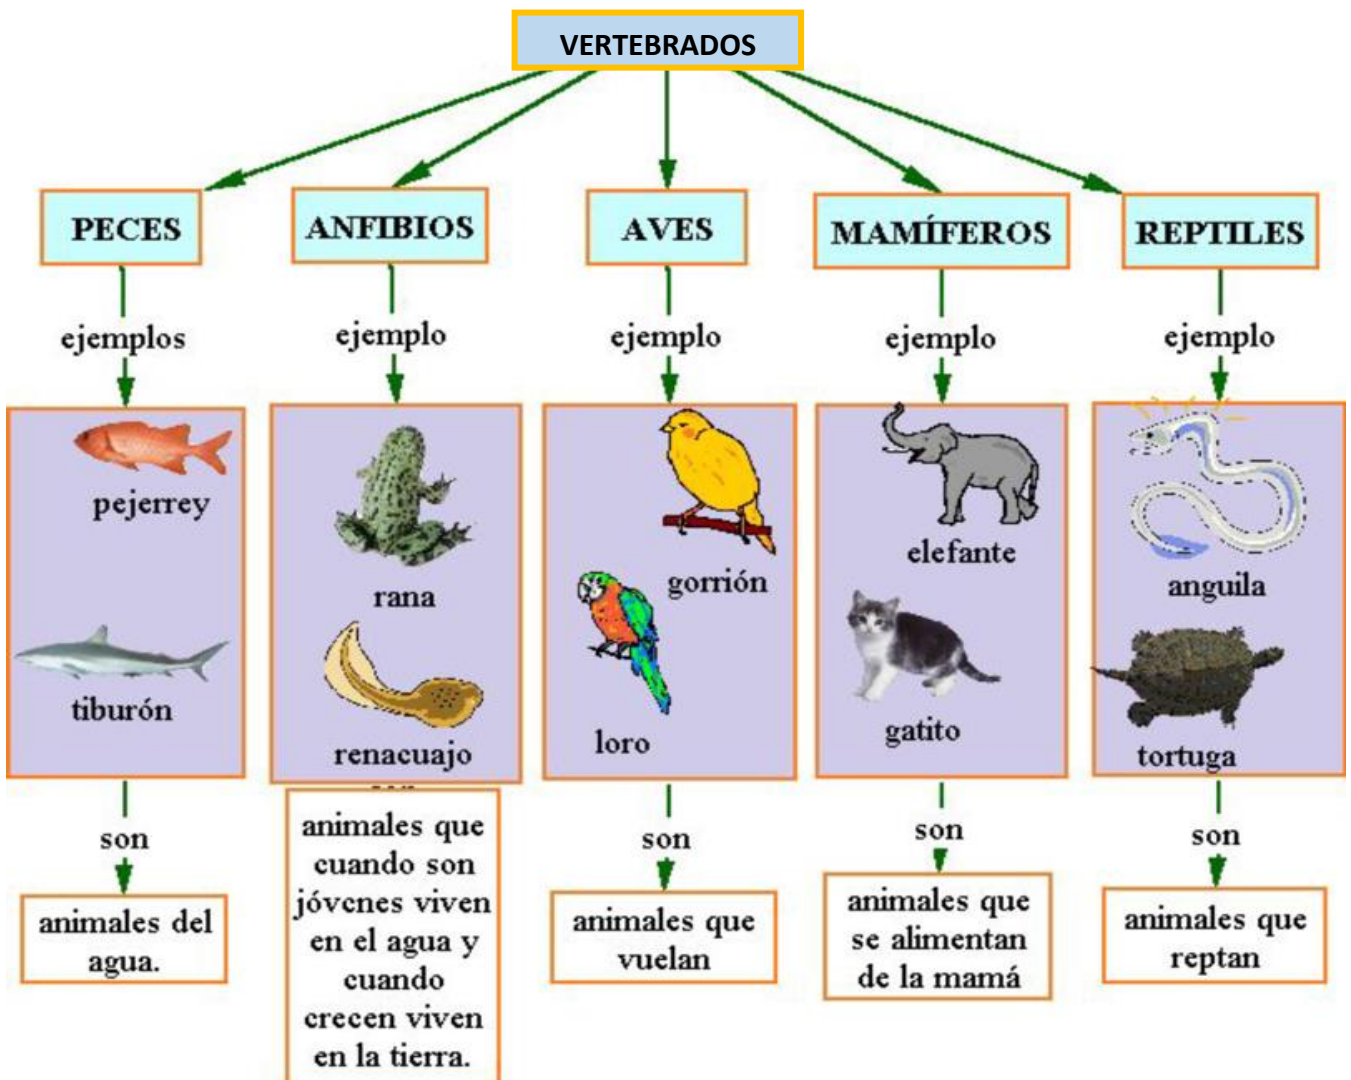 VERTEBRADOS
PECES
ANFIBIOS
AVES
MAMÍFEROS
REPTILES
ejemplos
ejemplo
ejemplo
ejemplo
ejemplo
pejerrey
tiburón
rana
renacuajo
gorrión
loro
elefante
gatito
anguila
tortuga
son
animales del
agua.
animales que
cuando son
jóvenes viven
en el agua y
cuando
crecen viven
en la tierra.
son
animales que
vuelan
son
animales que
se alimentan
de la mamá
son
animales que
reptan